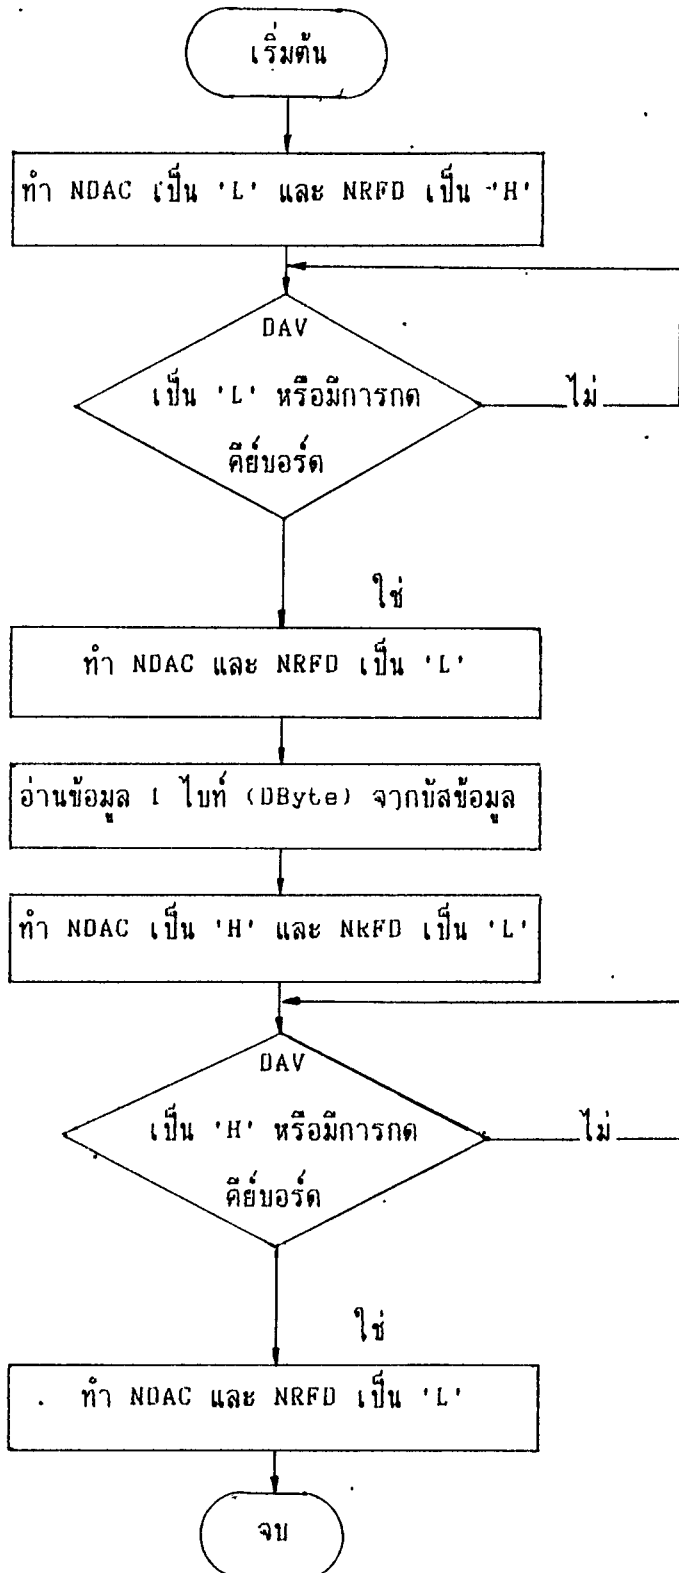 เริ่มต้น
ทำ NDAC เป็น 'L' และ NRFD เป็น 'H'
DAV
เป็น 'L' หรือมีการกด
คีย์บอร์ด
ไม่
ใช่
ทำ NDAC และ NRFD เป็น 'L'
อ่านข้อมูล 1 ไบท์ (DByte) จากบัสข้อมูล
ทำ NDAC เป็น 'H' และ NRFD เป็น 'L'
DAV
เป็น 'H' หรือมีการกด
คีย์บอร์ด
ไม่
ใช่
ทำ NDAC และ NRFD เป็น 'L'
จบ